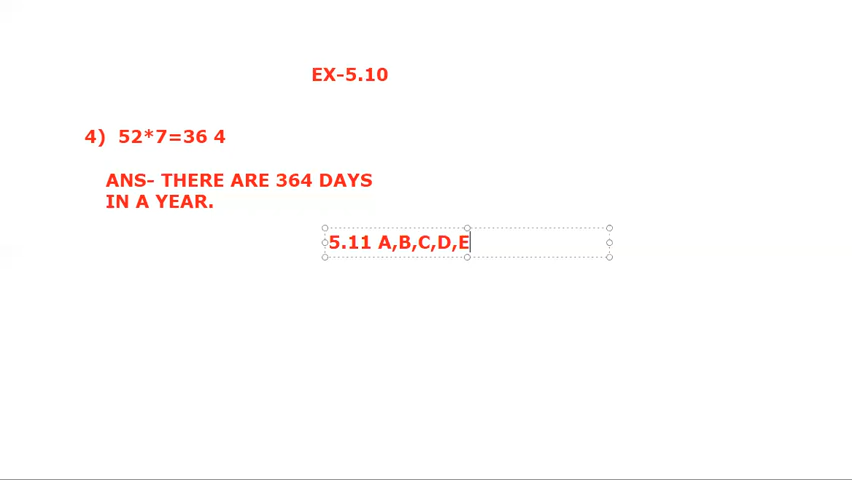 EX-5.10
4) 52*7=36 4
ANS- THERE ARE 364 DAYS
IN A YEAR.
5.11 A,B,C,D,E